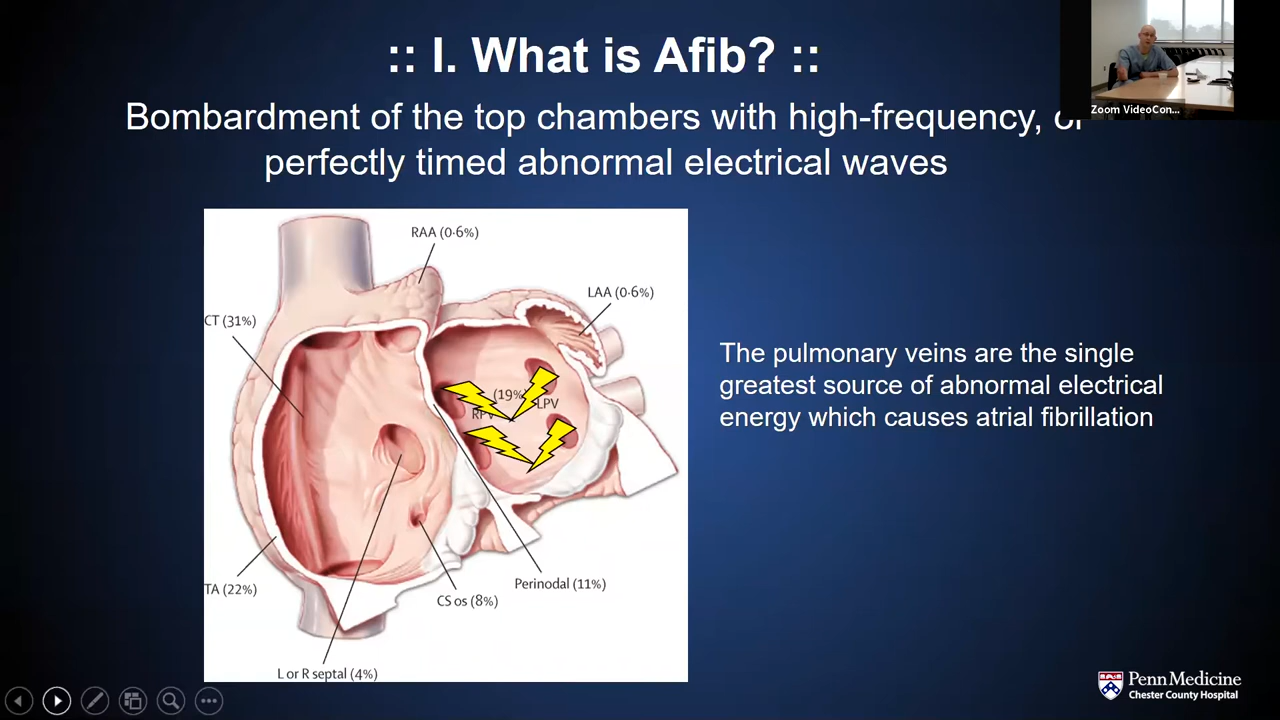 :: I. What is Afib? ::
Bombardment of the top chambers with high-frequency, or
perfectly timed abnormal electrical waves
Zoom VideoCon...
RAA (0·6%)
LAA (0·6%)
CT (31%)
(19%)
RPV
LPV
The pulmonary veins are the single
greatest source of abnormal electrical
energy which causes atrial fibrillation
TA (22%)
Perinodal (11%)
CS os (8%)
L or R septal (4%)
Penn Medicine
Chester County Hospital